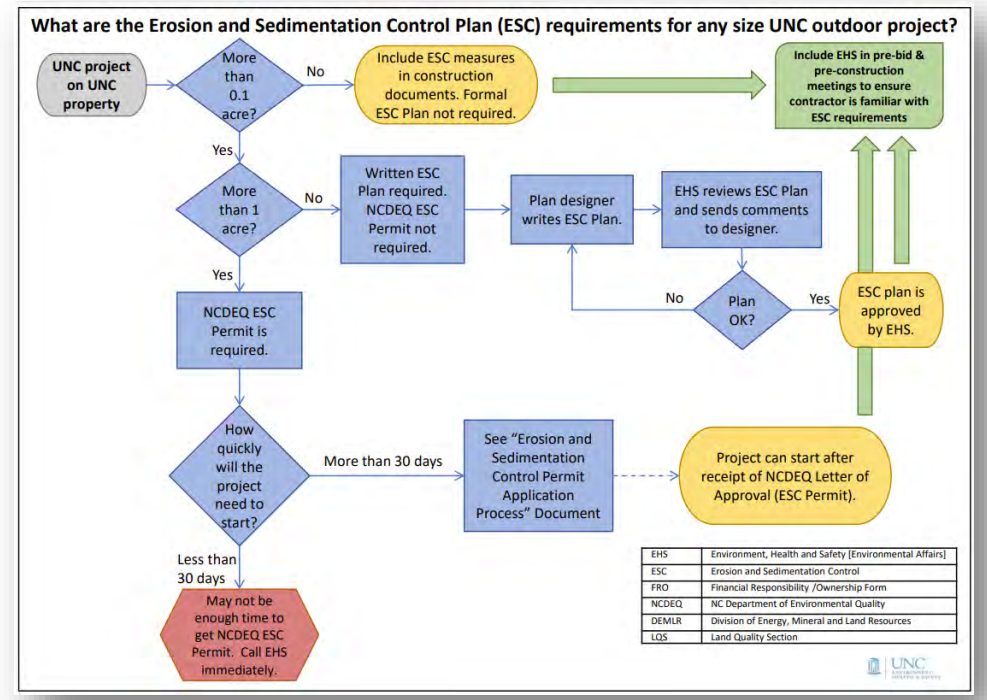 What are the Erosion and Sedimentation Control Plan (ESC) requirements for any size UNC outdoor project?
UNC project
on UNC
property
More
than
0.1
acre?
No
Include ESC measures
in construction
documents. Formal
ESC Plan not required.
Include EHS in pre-bid &
pre-construction
meetings to ensure
contractor is familiar with
ESC requirements
Yes
More
than 1
acre?
No
Written ESC
Plan required.
NCDEQ ESC
Permit not
required.
Plan designer
writes ESC Plan.
EHS reviews ESC Plan
and sends comments
to designer.
Plan
OK?
No
Yes
ESC plan is
approved
by EHS.
Yes
NCDEQ ESC
Permit is
required.
How
quickly
will the
project
need to
start?
More than 30 days
See “Erosion and
Sedimentation
Control Permit
Application
Process” Document
Project can start after
receipt of NCDEQ Letter of
Approval (ESC Permit).
Less than
30 days
May not be
enough time to
get NCDEQ ESC
Permit. Call EHS
immediately.
EHS Environment, Health and Safety [Environmental Affairs]
ESC Erosion and Sedimentation Control
FRO Financial Responsibility /Ownership Form
NCDEQ NC Department of Environmental Quality
DEMLR Division of Energy, Mineral and Land Resources
LQS Land Quality Section
UNC